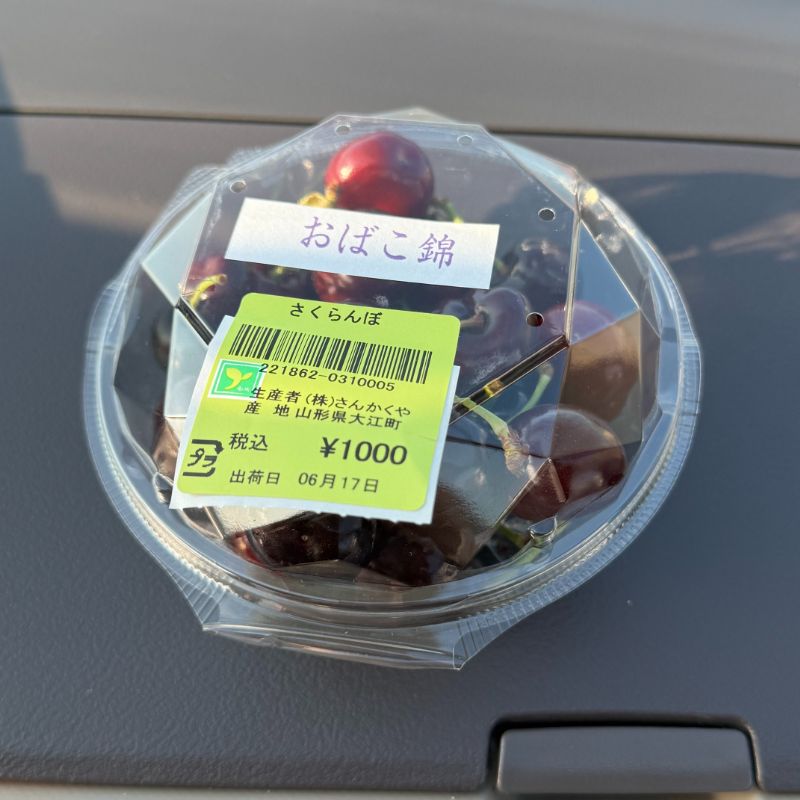 おばこ錦
さくらんぼ
221862-0310005
生産者(株)さんかくや
産 地 山形県大江町
税込 ¥1000
出荷日 06月17日